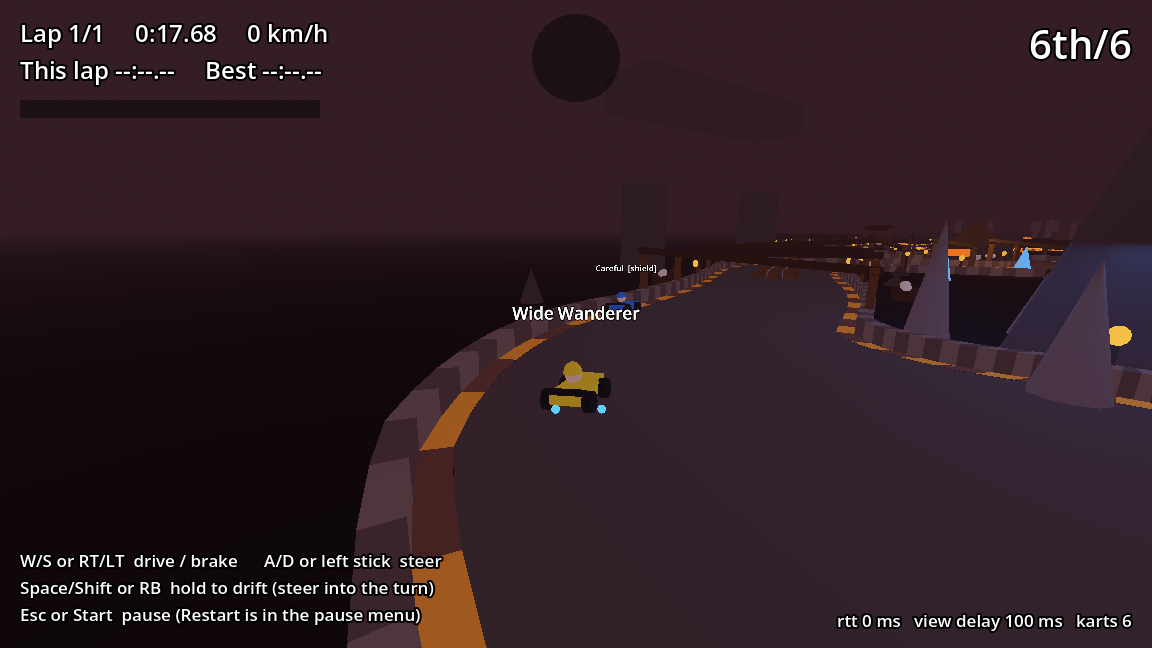 Lap 1/1 0:17.68 0 km/h
6th/6
This lap --:--.-- Best --:--.--
Careful [shield]
Wide Wanderer
W/S or RT/LT drive / brake A/D or left stick steer
Space/Shift or RB hold to drift (steer into the turn)
Esc or Start pause (Restart is in the pause menu)
rtt 0 ms view delay 100 ms karts 6